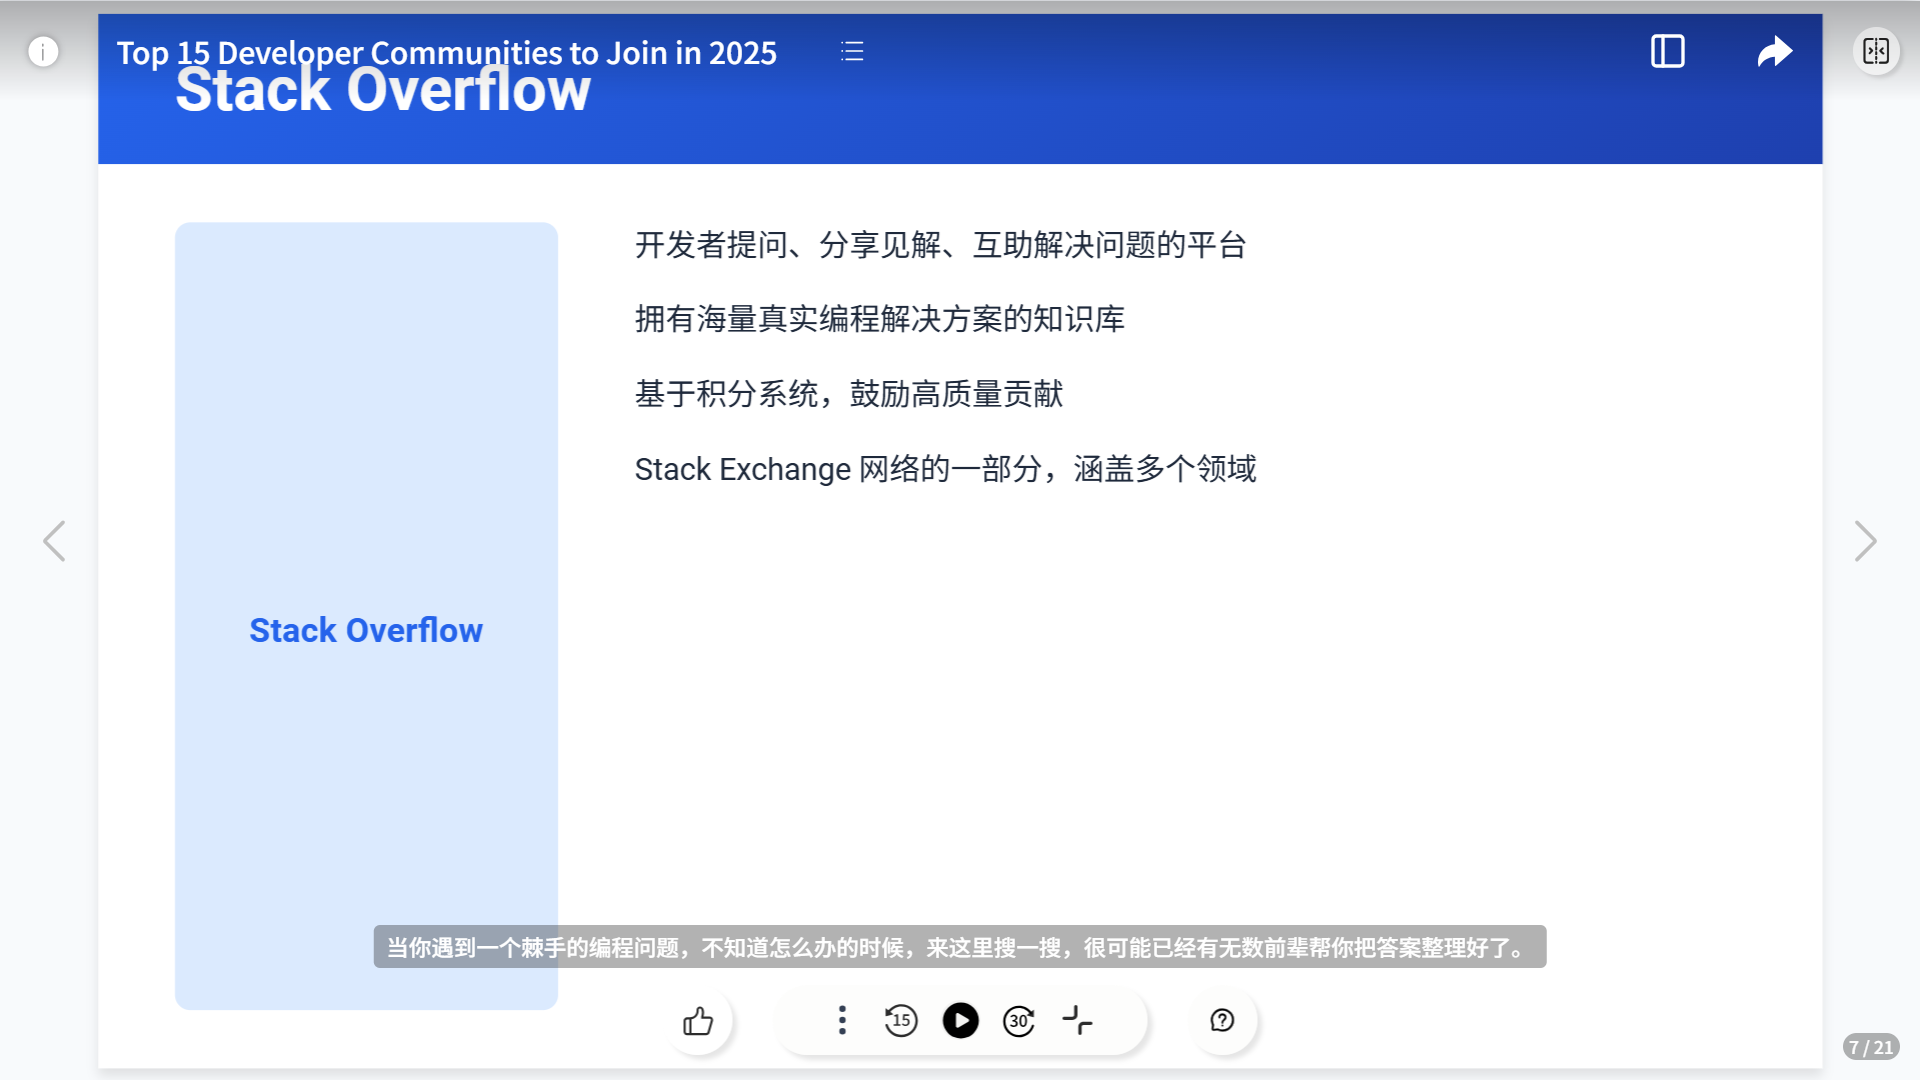 Top 15 Developer Communities to Join in 2025
Stack Overflow
开发者提问、分享见解、互助解决问题的平台
拥有海量真实编程解决方案的知识库
基于积分系统，鼓励高质量贡献
Stack Exchange 网络的一部分，涵盖多个领域
Stack Overflow
当你遇到一个棘手的编程问题，不知道怎么办的时候，来这里搜一搜，很可能已经有无数前辈帮你把答案整理好了。
15
30
7 / 21